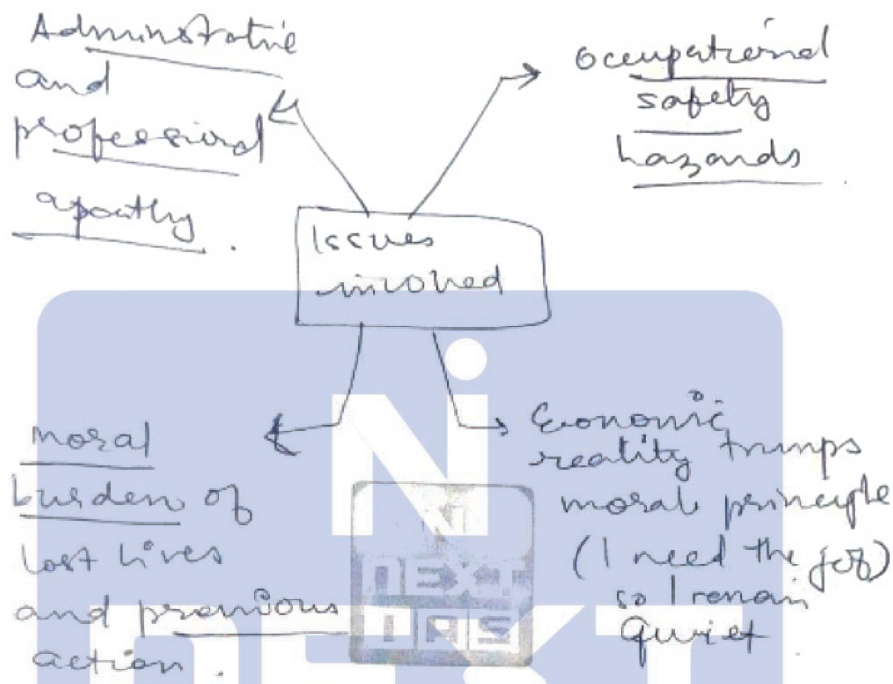 Administrative
and
professional
apathy.
Occupational
safety
hazards.
Issues
involved
moral
burden of
lost lives
and previous
action.
Economic
reality trumps
moral principle
(I need the job)
so I remain
Quiet
NEXT
IAS